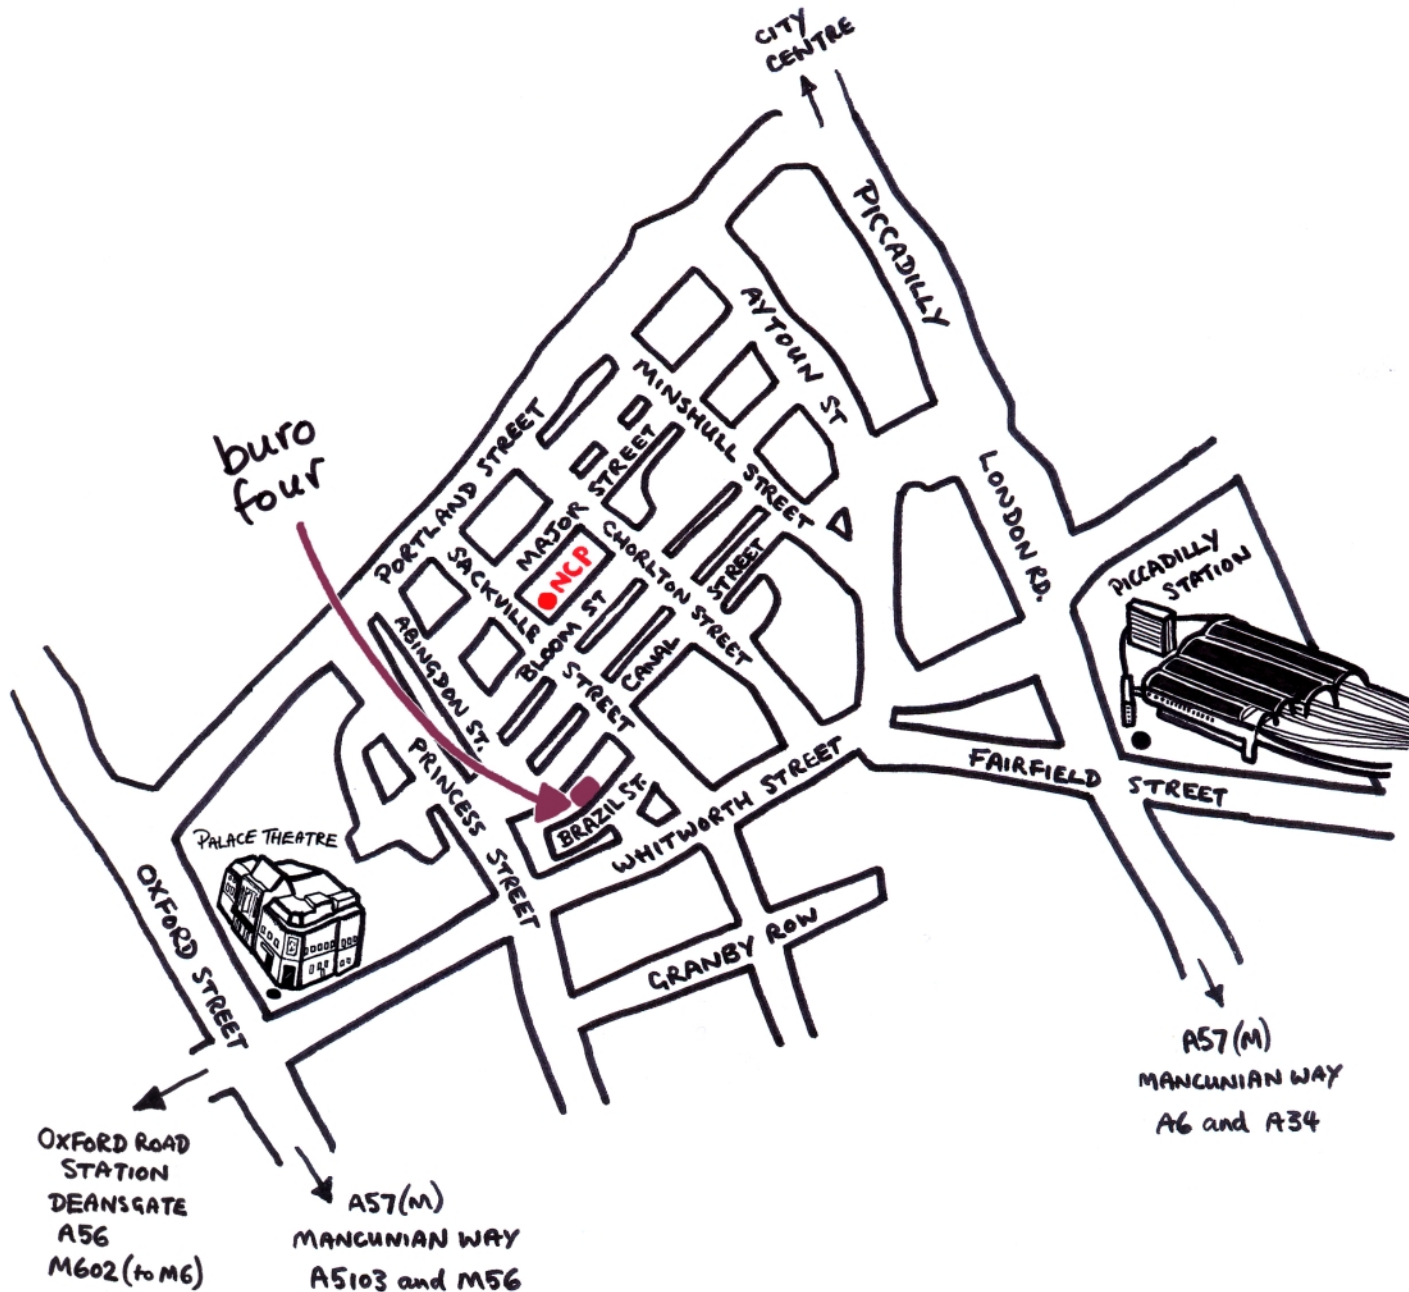 CITY
CENTRE
PICCADILLY
AYTOUN ST
MINSHULL STREET
buro
four
PORTLAND STREET
MAJOR STREET
LONDON RD.
CHORLTON STREET
NCP
SACKVILLE STREET
BLOOM ST
CANAL STREET
PICCADILLY
STATION
ABINGDON ST.
PRINCESS STREET
BRAZIL ST.
WHITWORTH STREET
FAIRFIELD STREET
PALACE THEATRE
OXFORD STREET
GRANBY ROW
A57(M)
MANCUNIAN WAY
A6 and A34
OXFORD ROAD
STATION
DEANSGATE
A56
M602 (to M6)
A57(M)
MANCUNIAN WAY
A5103 and M56